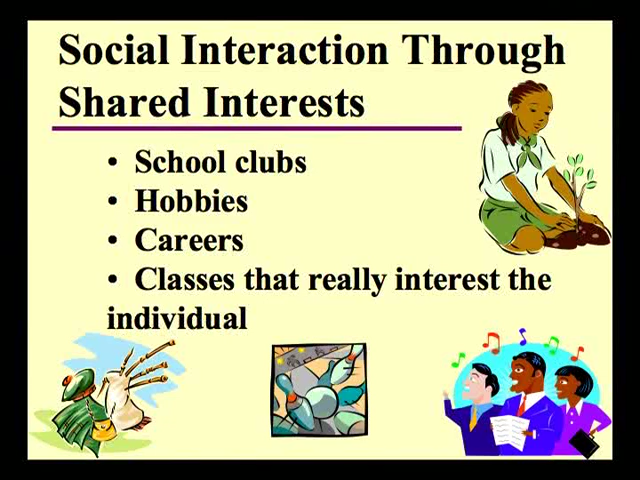 Social Interaction Through
Shared Interests
• School clubs
• Hobbies
• Careers
• Classes that really interest the
individual